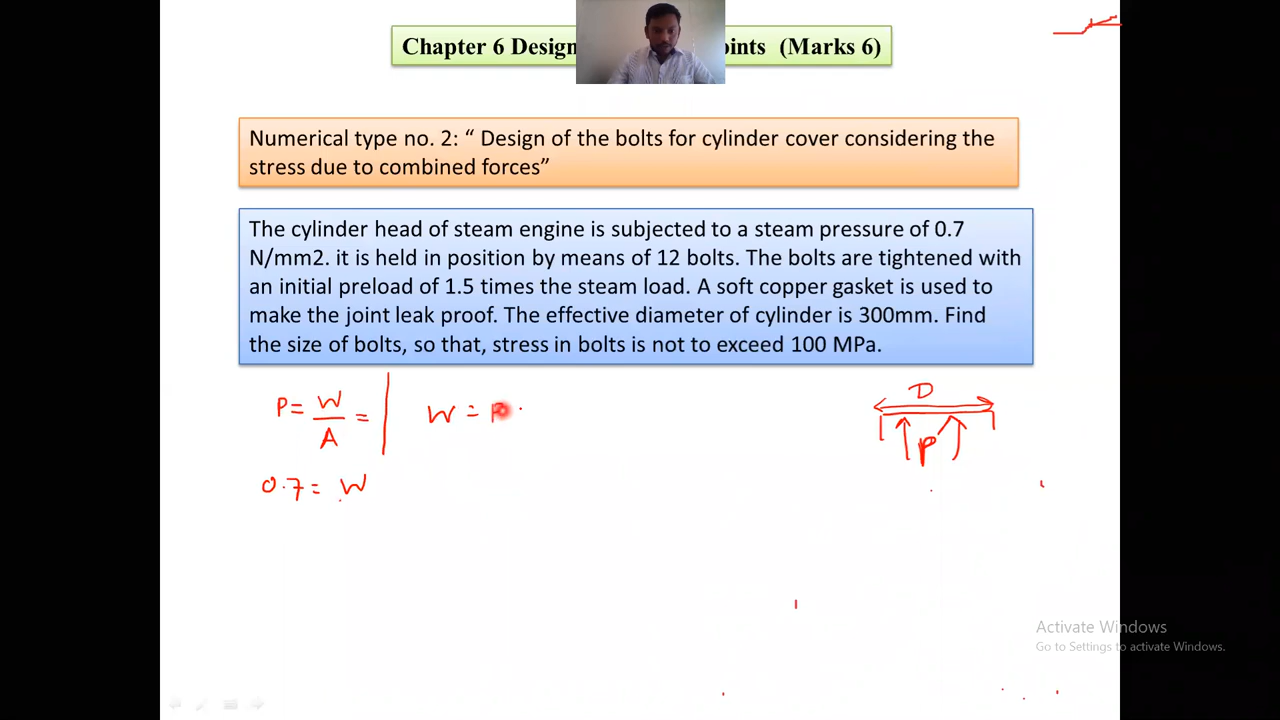 Chapter 6 Design oints (Marks 6)
Numerical type no. 2: “ Design of the bolts for cylinder cover considering the
stress due to combined forces”
The cylinder head of steam engine is subjected to a steam pressure of 0.7
N/mm2. it is held in position by means of 12 bolts. The bolts are tightened with
an initial preload of 1.5 times the steam load. A soft copper gasket is used to
make the joint leak proof. The effective diameter of cylinder is 300mm. Find
the size of bolts, so that, stress in bolts is not to exceed 100 MPa.
P = W / A =
W = P
0.7 = W
D
P
Activate Windows
Go to Settings to activate Windows.